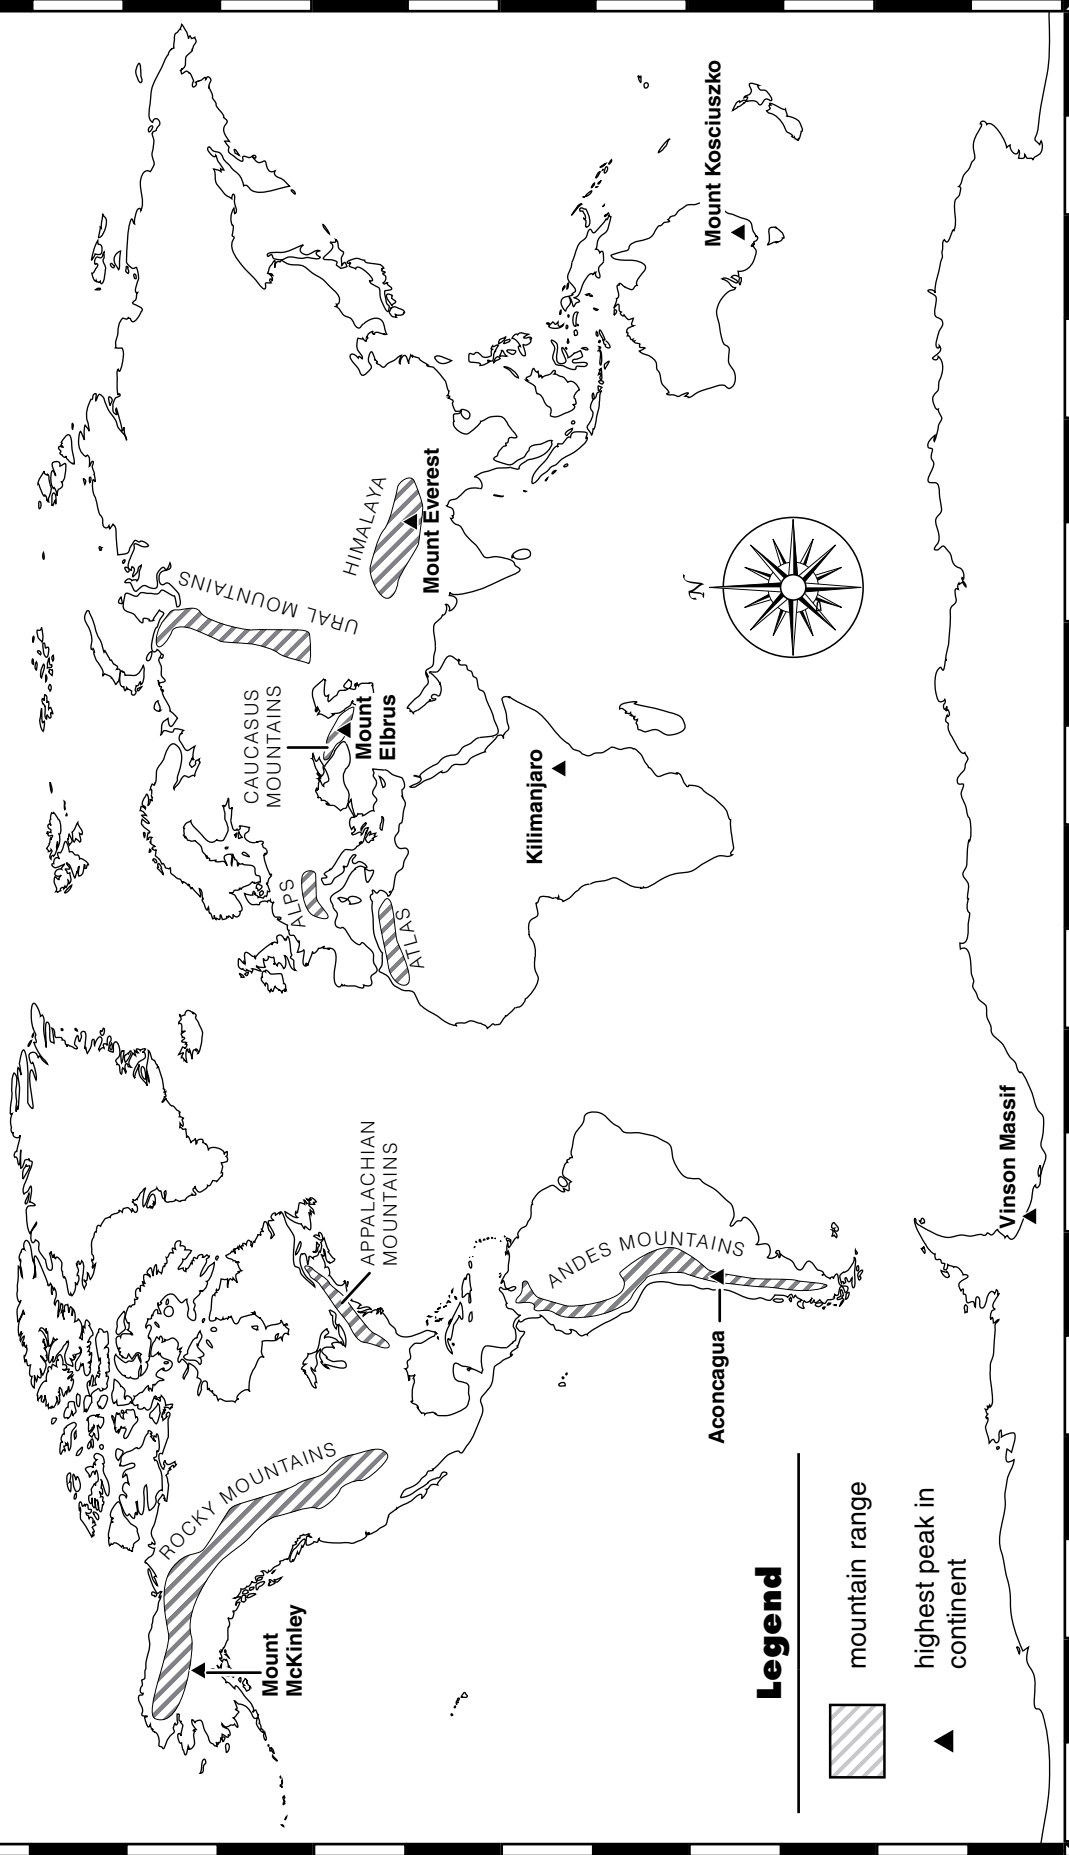 ROCKY MOUNTAINS
Mount
McKinley
APPALACHIAN
MOUNTAINS
ANDES MOUNTAINS
Aconcagua
Vinson Massif
ALPS
ATLAS
CAUCASUS
MOUNTAINS
Mount
Elbrus
URAL MOUNTAINS
HIMALAYA
Mount Everest
Kilimanjaro
Mount Kosciuszko
N
Legend
mountain range
highest peak in
continent